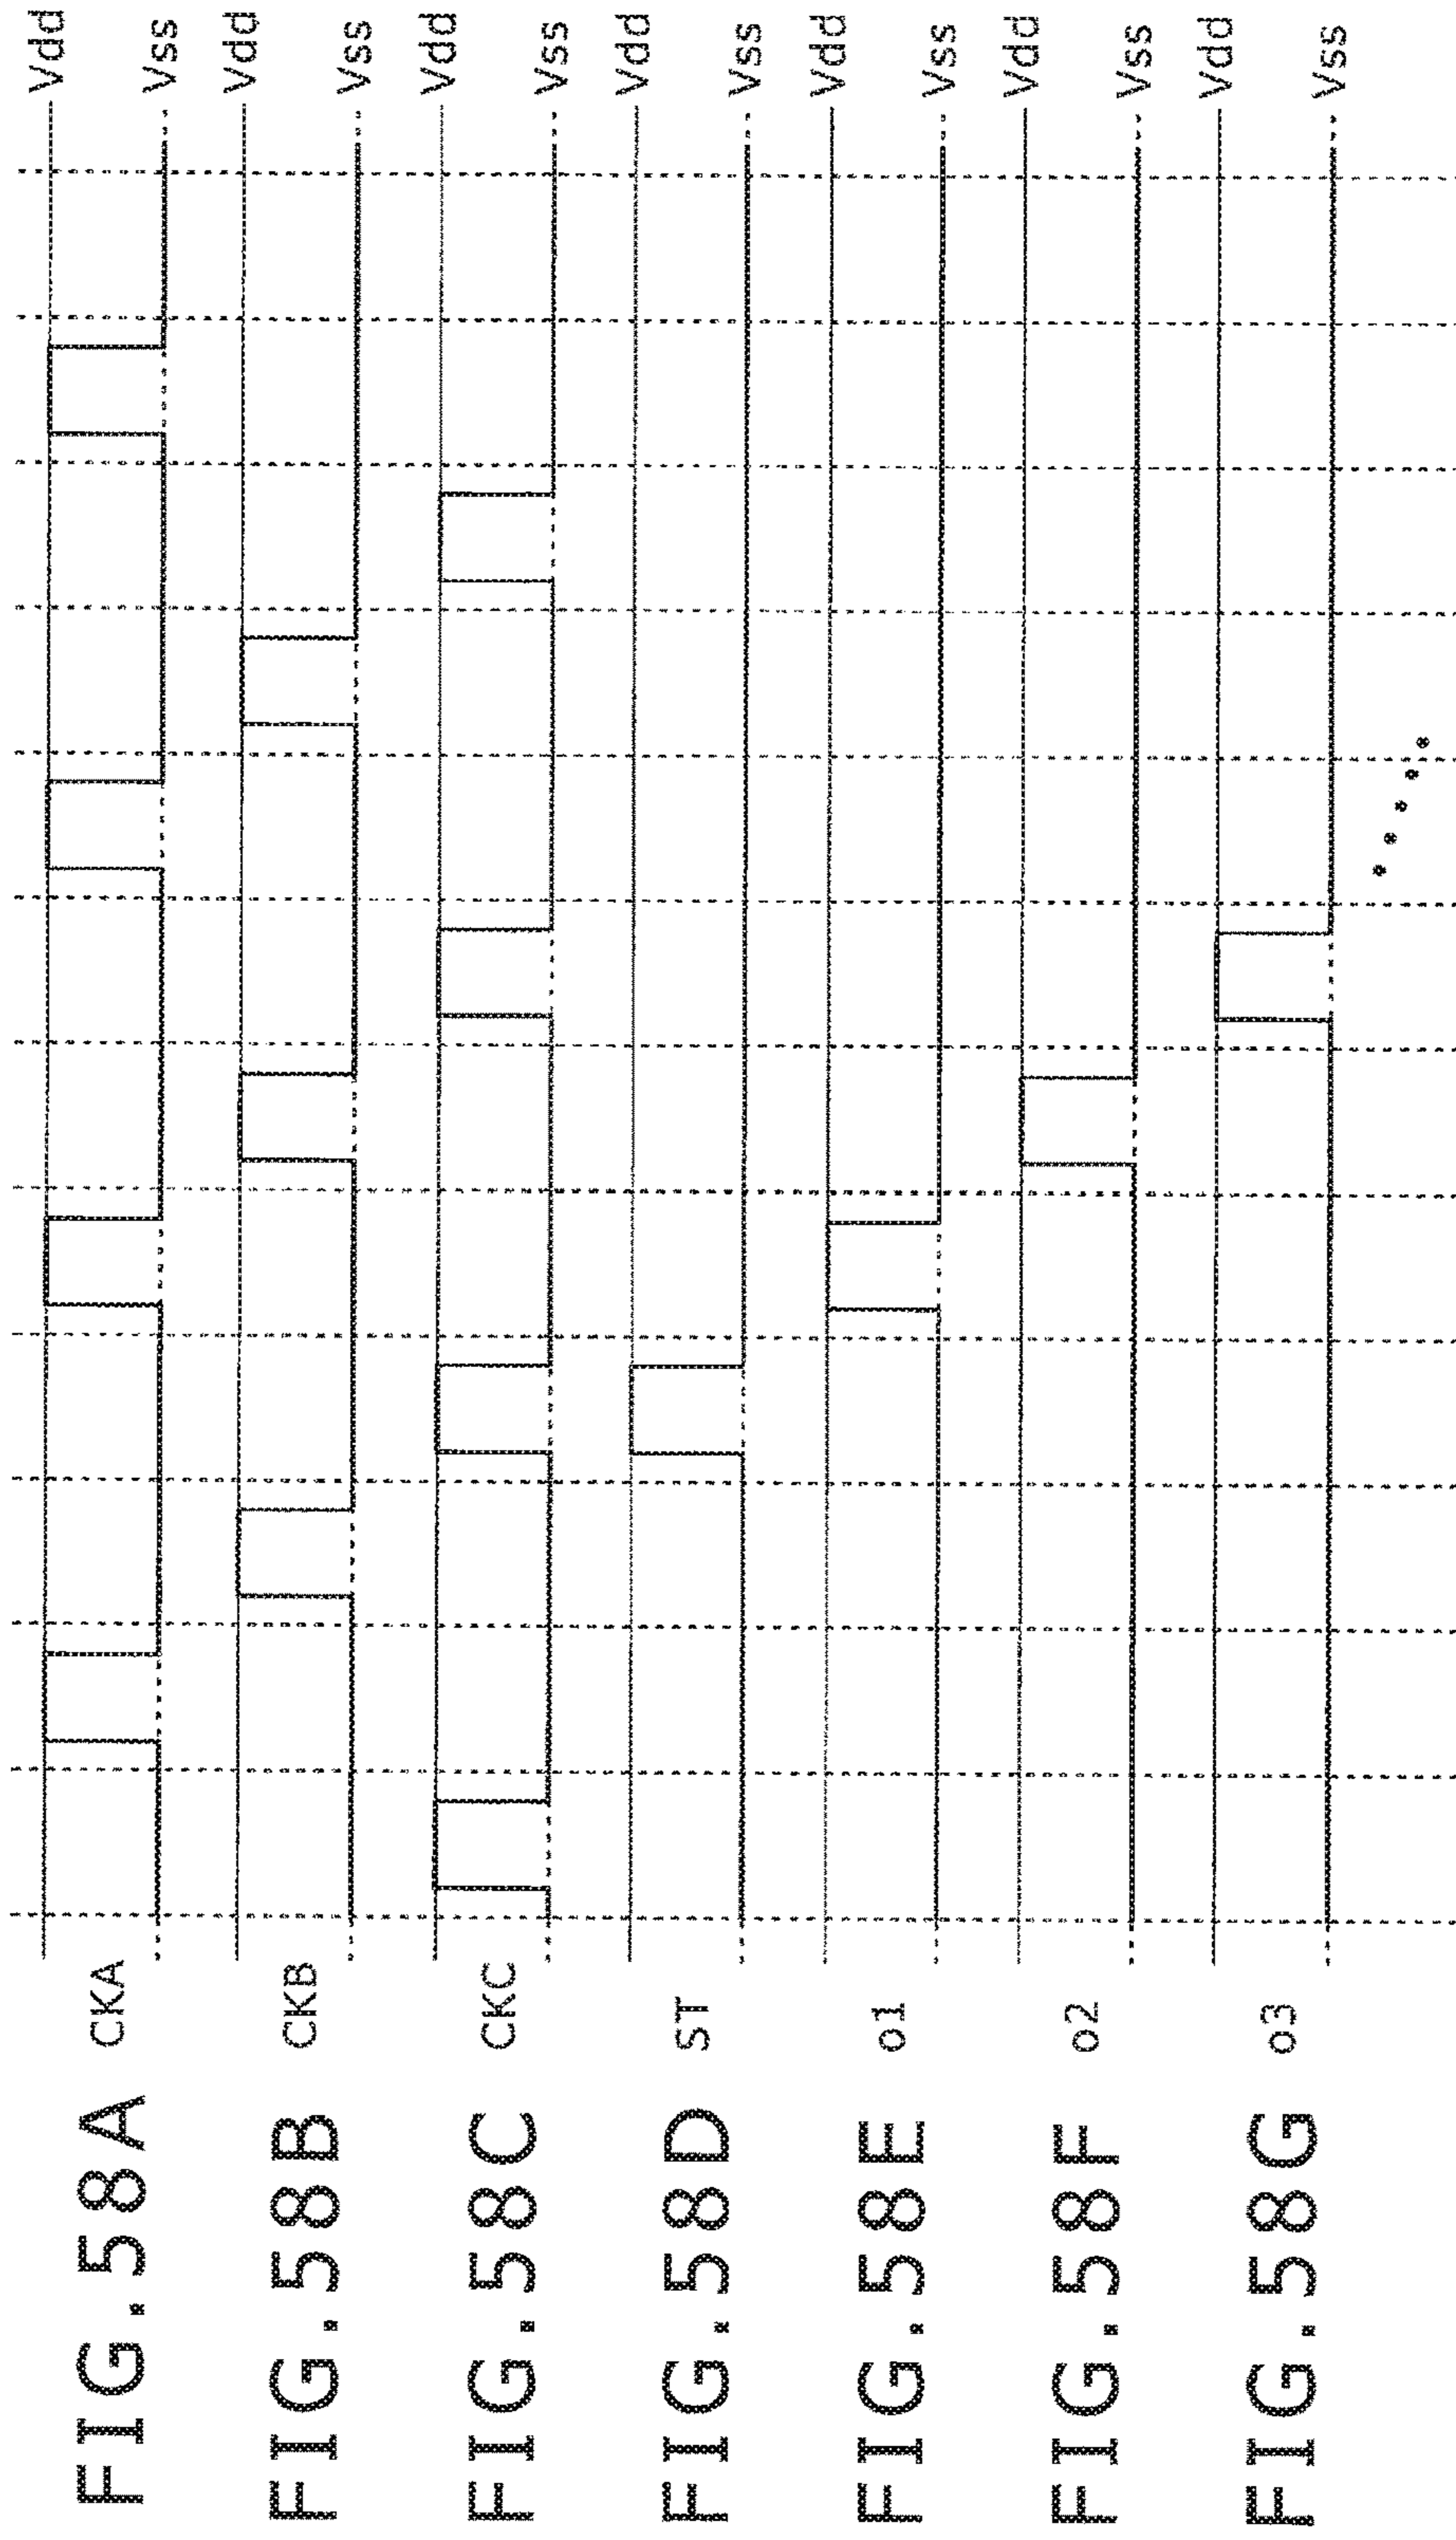 FIG.58A CKA Vdd
Vss
FIG.58B CKB Vdd
Vss
FIG.58C CKC Vdd
Vss
FIG.58D ST Vdd
Vss
FIG.58E o1 Vdd
Vss
FIG.58F o2 Vdd
Vss
FIG.58G o3 Vdd
Vss